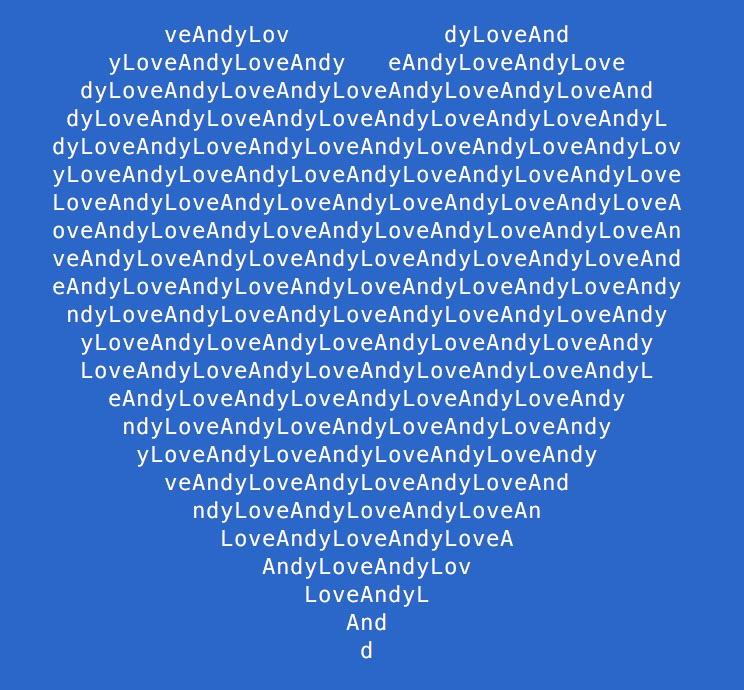 veAndyLov           dyLoveAnd
yLoveAndyLoveAndy   eAndyLoveAndyLove
dyLoveAndyLoveAndyLoveAndyLoveAndyLoveAnd
dyLoveAndyLoveAndyLoveAndyLoveAndyLoveAndyL
dyLoveAndyLoveAndyLoveAndyLoveAndyLoveAndyLov
yLoveAndyLoveAndyLoveAndyLoveAndyLoveAndyLove
LoveAndyLoveAndyLoveAndyLoveAndyLoveAndyLoveA
oveAndyLoveAndyLoveAndyLoveAndyLoveAndyLoveAn
veAndyLoveAndyLoveAndyLoveAndyLoveAndyLoveAnd
eAndyLoveAndyLoveAndyLoveAndyLoveAndyLoveAndy
ndyLoveAndyLoveAndyLoveAndyLoveAndyLoveAndy
yLoveAndyLoveAndyLoveAndyLoveAndyLoveAndy
LoveAndyLoveAndyLoveAndyLoveAndyLoveAndyL
eAndyLoveAndyLoveAndyLoveAndyLoveAndy
ndyLoveAndyLoveAndyLoveAndyLoveAndy
yLoveAndyLoveAndyLoveAndyLoveAndy
veAndyLoveAndyLoveAndyLoveAnd
ndyLoveAndyLoveAndyLoveAn
LoveAndyLoveAndyLoveA
AndyLoveAndyLov
LoveAndyL
And
d